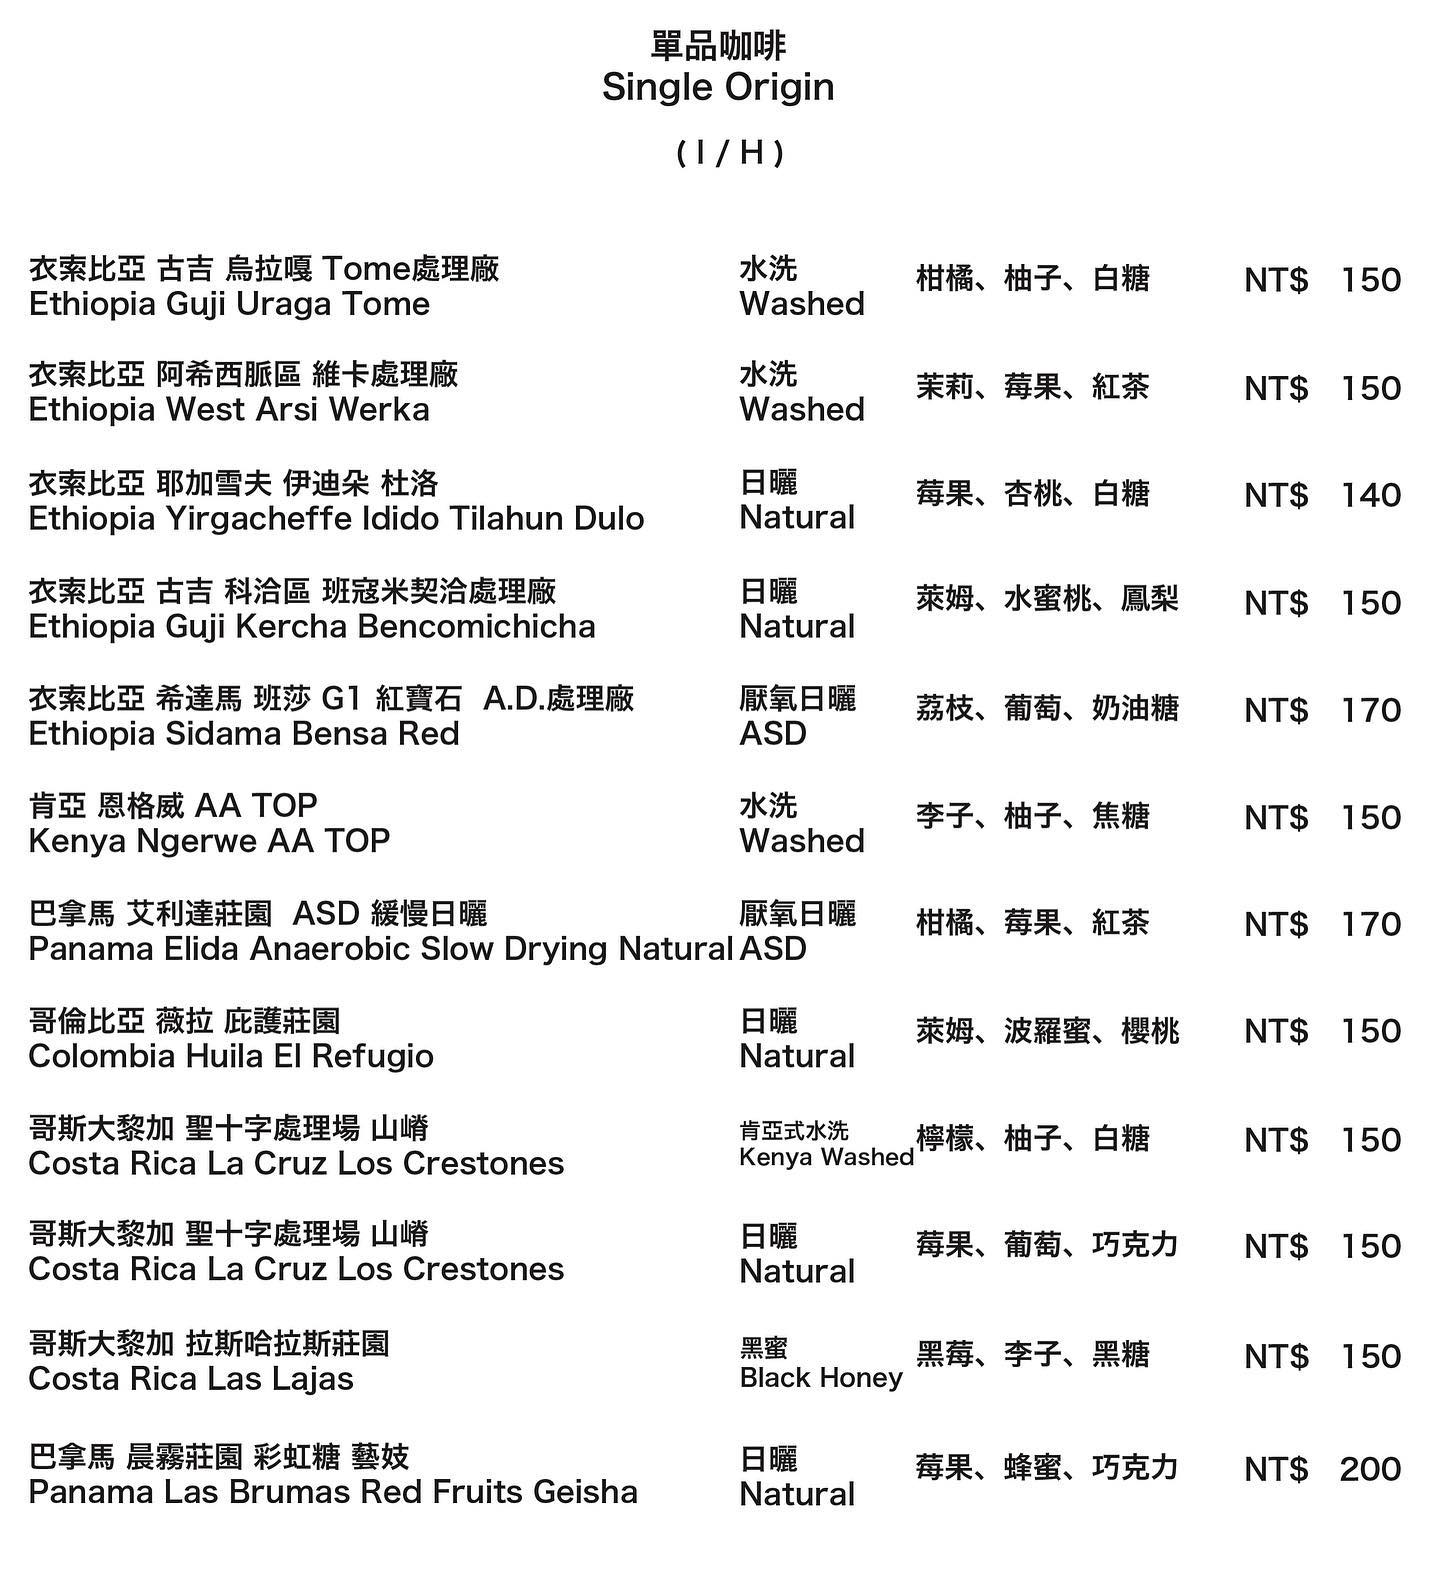 單品咖啡
Single Origin
( I / H )
衣索比亞 古吉 烏拉嘎 Tome處理廠 水洗 柑橘、柚子、白糖 NT$ 150
Ethiopia Guji Uraga Tome Washed
衣索比亞 阿希西脈區 維卡處理廠 水洗 茉莉、莓果、紅茶 NT$ 150
Ethiopia West Arsi Werka Washed
衣索比亞 耶加雪夫 伊迪朵 杜洛 日曬 莓果、杏桃、白糖 NT$ 140
Ethiopia Yirgacheffe Idido Tilahun Dulo Natural
衣索比亞 古吉 科洽區 班寇米契洽處理廠 日曬 萊姆、水蜜桃、鳳梨 NT$ 150
Ethiopia Guji Kercha Bencomichicha Natural
衣索比亞 希達馬 班莎 G1 紅寶石 A.D.處理廠 厭氧日曬 荔枝、葡萄、奶油糖 NT$ 170
Ethiopia Sidama Bensa Red ASD
肯亞 恩格威 AA TOP 水洗 李子、柚子、焦糖 NT$ 150
Kenya Ngerwe AA TOP Washed
巴拿馬 艾利達莊園 ASD 緩慢日曬 厭氧日曬 柑橘、莓果、紅茶 NT$ 170
Panama Elida Anaerobic Slow Drying Natural ASD
哥倫比亞 薇拉 庇護莊園 日曬 萊姆、波羅蜜、櫻桃 NT$ 150
Colombia Huila El Refugio Natural
哥斯大黎加 聖十字處理場 山嵴 肯亞式水洗 檸檬、柚子、白糖 NT$ 150
Costa Rica La Cruz Los Crestones Kenya Washed
哥斯大黎加 聖十字處理場 山嵴 日曬 莓果、葡萄、巧克力 NT$ 150
Costa Rica La Cruz Los Crestones Natural
哥斯大黎加 拉斯哈拉斯莊園 黑蜜 黑莓、李子、黑糖 NT$ 150
Costa Rica Las Lajas Black Honey
巴拿馬 晨霧莊園 彩虹糖 藝妓 日曬 莓果、蜂蜜、巧克力 NT$ 200
Panama Las Brumas Red Fruits Geisha Natural